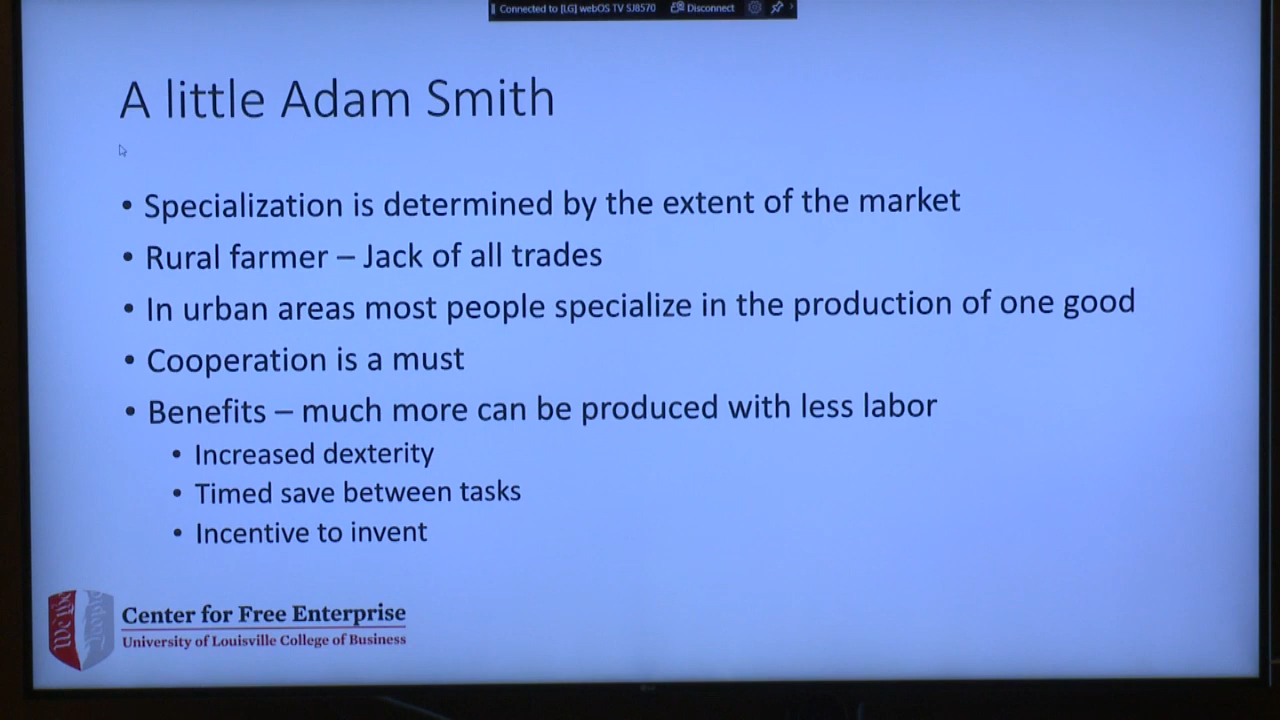 Connected to [LG] webOS TV SJ8570 Disconnect
A little Adam Smith
• Specialization is determined by the extent of the market
• Rural farmer – Jack of all trades
• In urban areas most people specialize in the production of one good
• Cooperation is a must
• Benefits – much more can be produced with less labor
• Increased dexterity
• Timed save between tasks
• Incentive to invent
We the
Center for Free Enterprise
University of Louisville College of Business